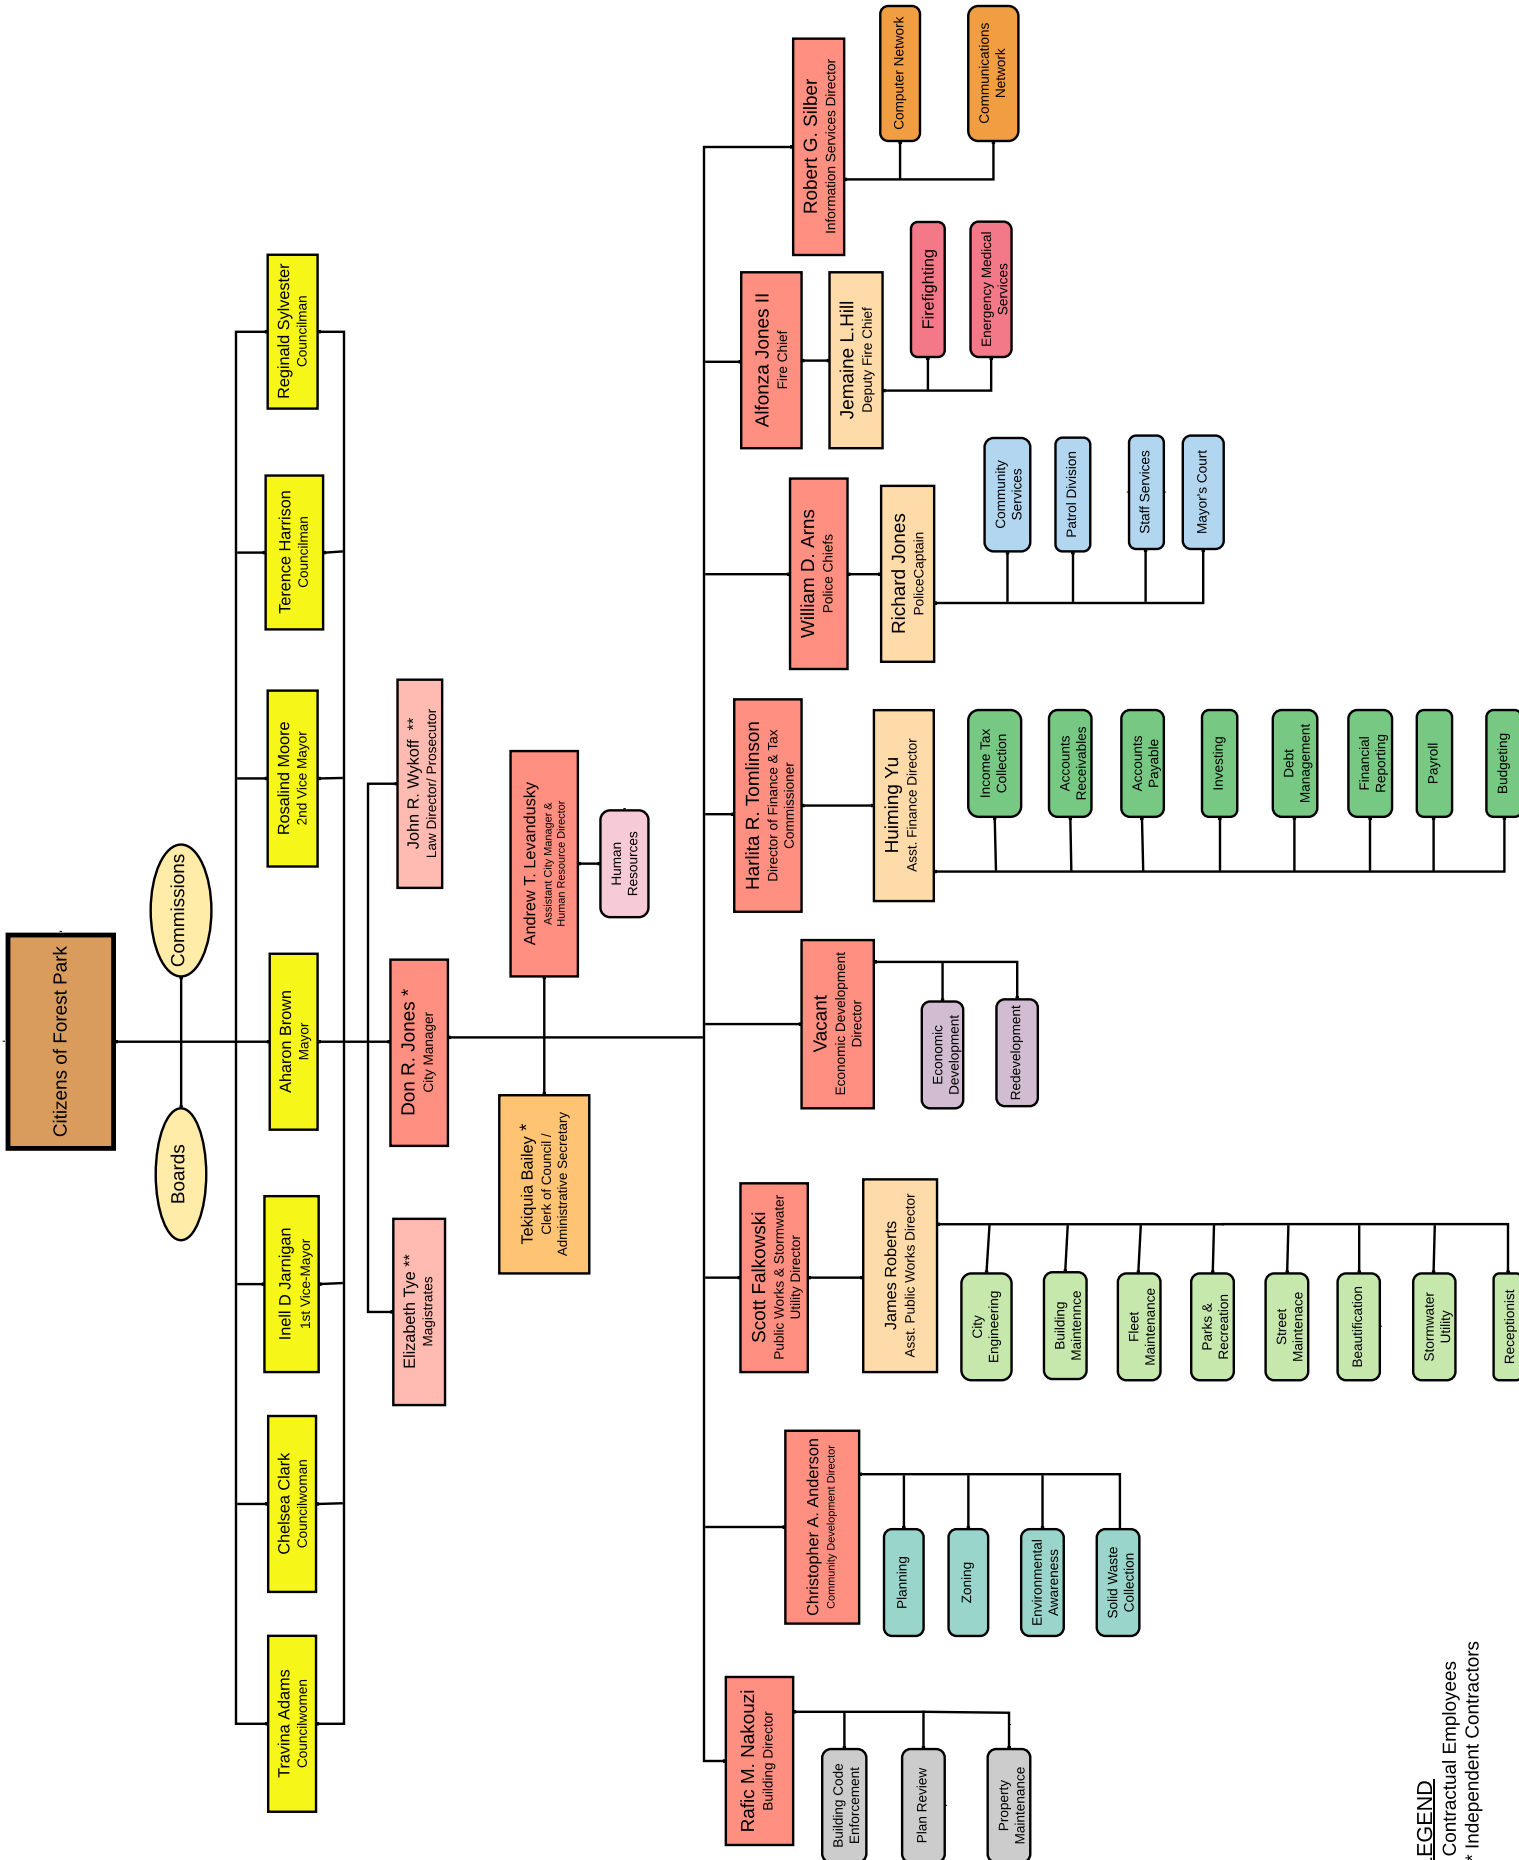 Citizens of Forest Park
Boards
Commissions
Travina Adams
Councilwomen
Chelsea Clark
Councilwoman
Inell D Jarnigan
1st Vice-Mayor
Aharon Brown
Mayor
Rosalind Moore
2nd Vice Mayor
Terence Harrison
Councilman
Reginald Sylvester
Councilman
Elizabeth Tye **
Magistrates
Don R. Jones *
City Manager
John R. Wykoff **
Law Director/ Prosecutor
Tekiquia Bailey *
Clerk of Council /
Administrative Secretary
Andrew T. Levandusky
Assistant City Manager &
Human Resource Director
Human
Resources
Rafic M. Nakouzi
Building Director
Building Code
Enforcement
Plan Review
Property
Maintenance
Christopher A. Anderson
Community Development Director
Planning
Zoning
Environmental
Awareness
Solid Waste
Collection
Scott Falkowski
Public Works & Stormwater
Utility Director
James Roberts
Asst. Public Works Director
City
Engineering
Building
Maintence
Fleet
Maintenance
Parks &
Recreation
Street
Maintenace
Beautification
Stormwater
Utility
Receptionist
Vacant
Economic Development
Director
Economic
Development
Redevelopment
Harlita R. Tomlinson
Director of Finance & Tax
Commissioner
Huiming Yu
Asst. Finance Director
Income Tax
Collection
Accounts
Receivables
Accounts
Payable
Investing
Debt
Management
Financial
Reporting
Payroll
Budgeting
William D. Arns
Police Chiefs
Richard Jones
PoliceCaptain
Community
Services
Patrol Division
Staff Services
Mayor's Court
Alfonza Jones II
Fire Chief
Jemaine L.Hill
Deputy Fire Chief
Firefighting
Energency Medical
Services
Robert G. Silber
Information Services Director
Computer Network
Communications
Network
EGEND
Contractual Employees
* Independent Contractors